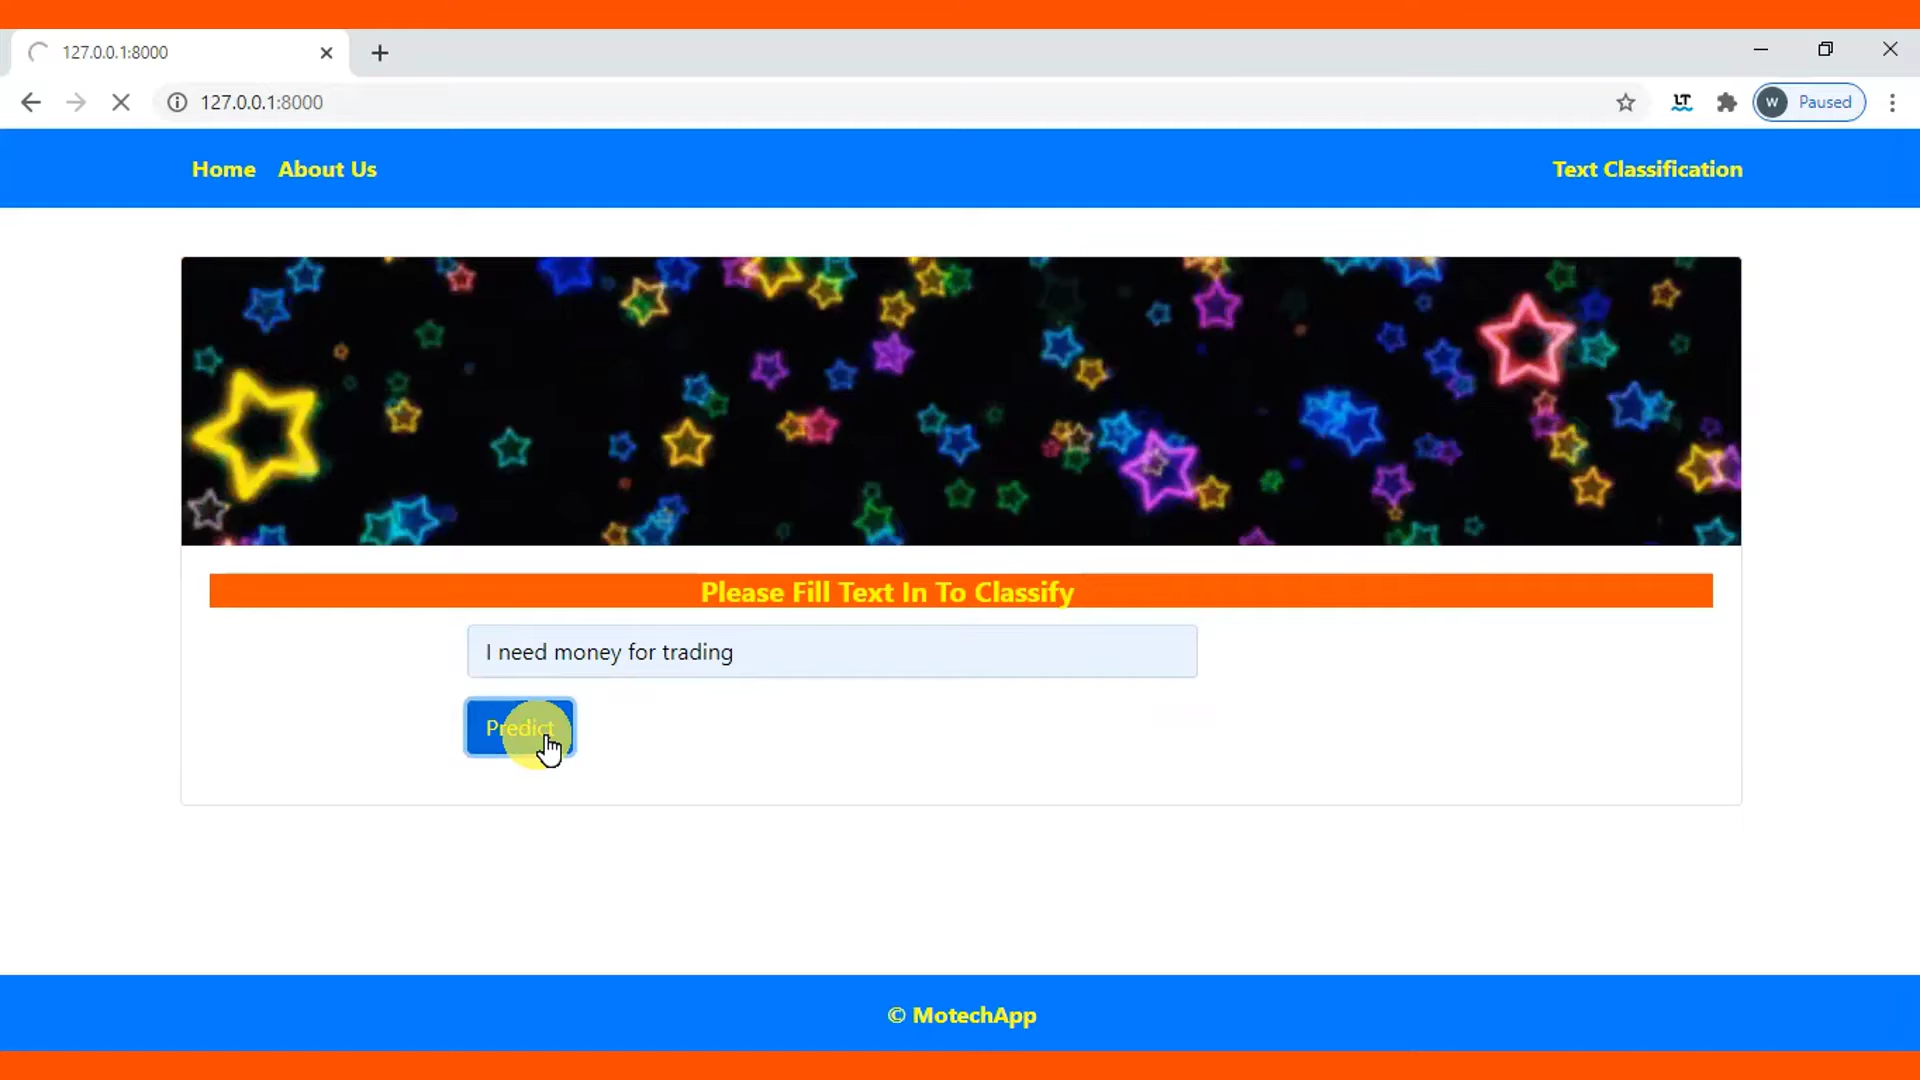 127.0.0.1:8000
127.0.0.1:8000
LT
W Paused
Home About Us Text Classification
Please Fill Text In To Classify
I need money for trading
Predict
© MotechApp